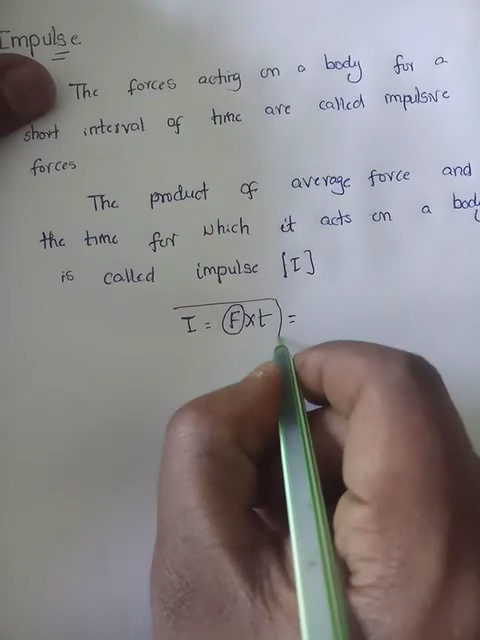 Impulse
The forces acting on a body for a
short interval of time are called impulsive
forces
The product of average force and
the time for which it acts on a body
is called impulse [I]
I = F×t =